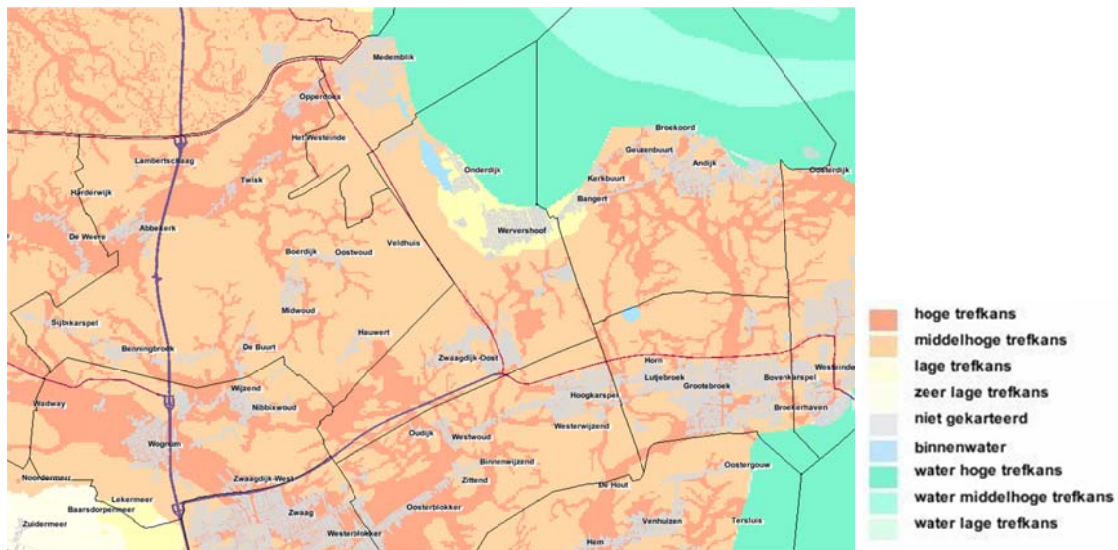 Medemblik
Opperdoes
Het Westeinde
Broekoord
Geuzenbuurt
Andijk
Lambertschaag
Onderdijk
Oosterdijk
Twisk
Kerkbuurt
Harderwijk
Bangert
De Weere
Abbekerk
Wervershoof
Veldhuis
Boerdijk
Oostwoud
Midwoud
Sijbekarspel
Hauwert
Benningbroek
De Buurt
Zwaagdijk-Oost
Horn
Westeinde
Lutjebroek
Bovenkarspel
Grootebroek
Wijzend
Hoogkarspel
Wadway
Nibbixwoud
Broekerhaven
Westerwijzend
Oudijk
Westwoud
Wognum
Binnenwijzend
Oostergouw
Noordermeer
Zwaagdijk-West
Zittend
De Hout
Lekermeer
Baarsdorpermeer
Oosterblokker
Zwaag
Zuidermeer
Venhuizen
Tersluis
Westerblokker
Hem
hoge trefkans
middelhoge trefkans
lage trefkans
zeer lage trefkans
niet gekarteerd
binnenwater
water hoge trefkans
water middelhoge trefkans
water lage trefkans